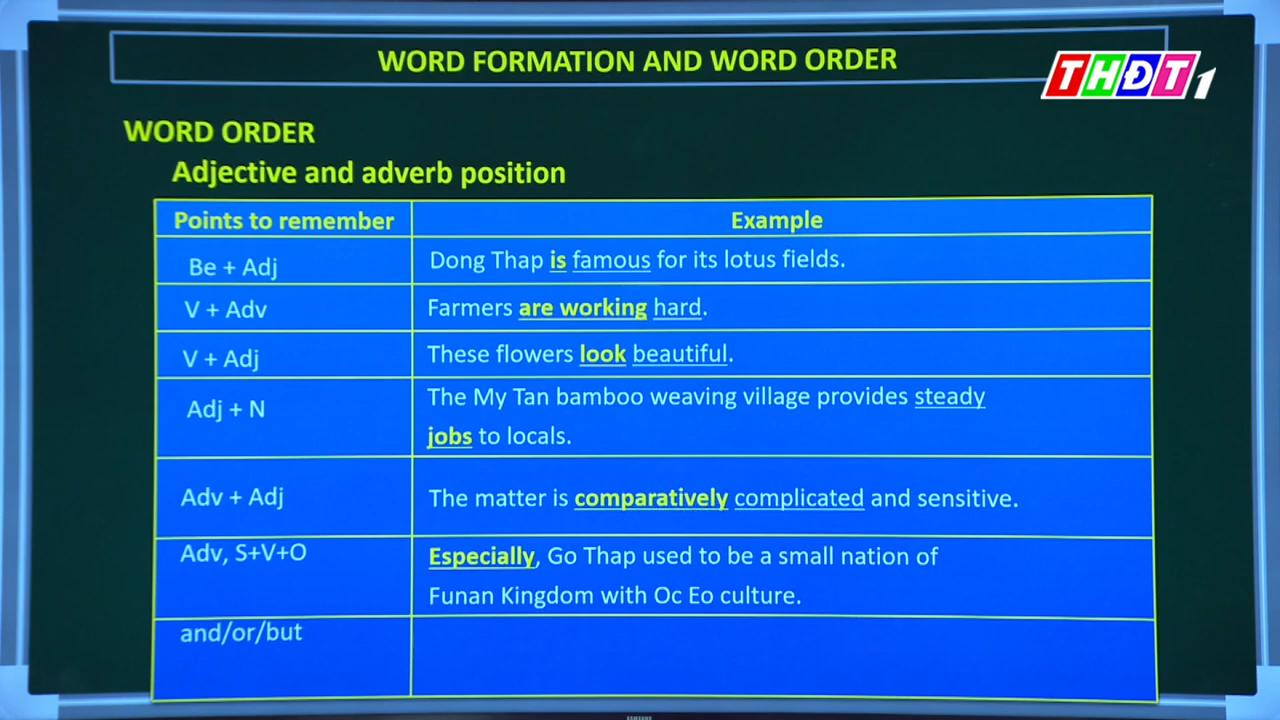 WORD FORMATION AND WORD ORDER
THĐT1
WORD ORDER
Adjective and adverb position
Points to remember
Example
Be + Adj
Dong Thap is famous for its lotus fields.
V + Adv
Farmers are working hard.
V + Adj
These flowers look beautiful.
Adj + N
The My Tan bamboo weaving village provides steady
jobs to locals.
Adv + Adj
The matter is comparatively complicated and sensitive.
Adv, S+V+O
Especially, Go Thap used to be a small nation of
Funan Kingdom with Oc Eo culture.
and/or/but
SAMSUNG